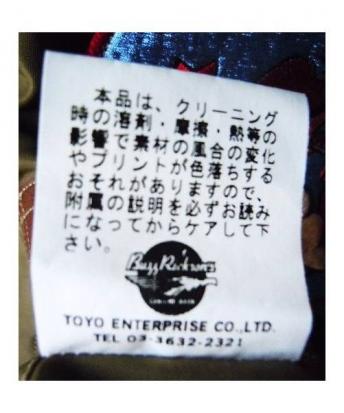 本品は、クリーニング
時の溶剤・摩擦・熱等の
影響で素材の風合の変化
やプリントが色落ちする
おそれがありますので、
附属の説明を必ずお読み
になってからケアして下
さい。
Buzz Rickson's
TOYO ENTERPRISE CO.,LTD.
TEL 03-3632-2321